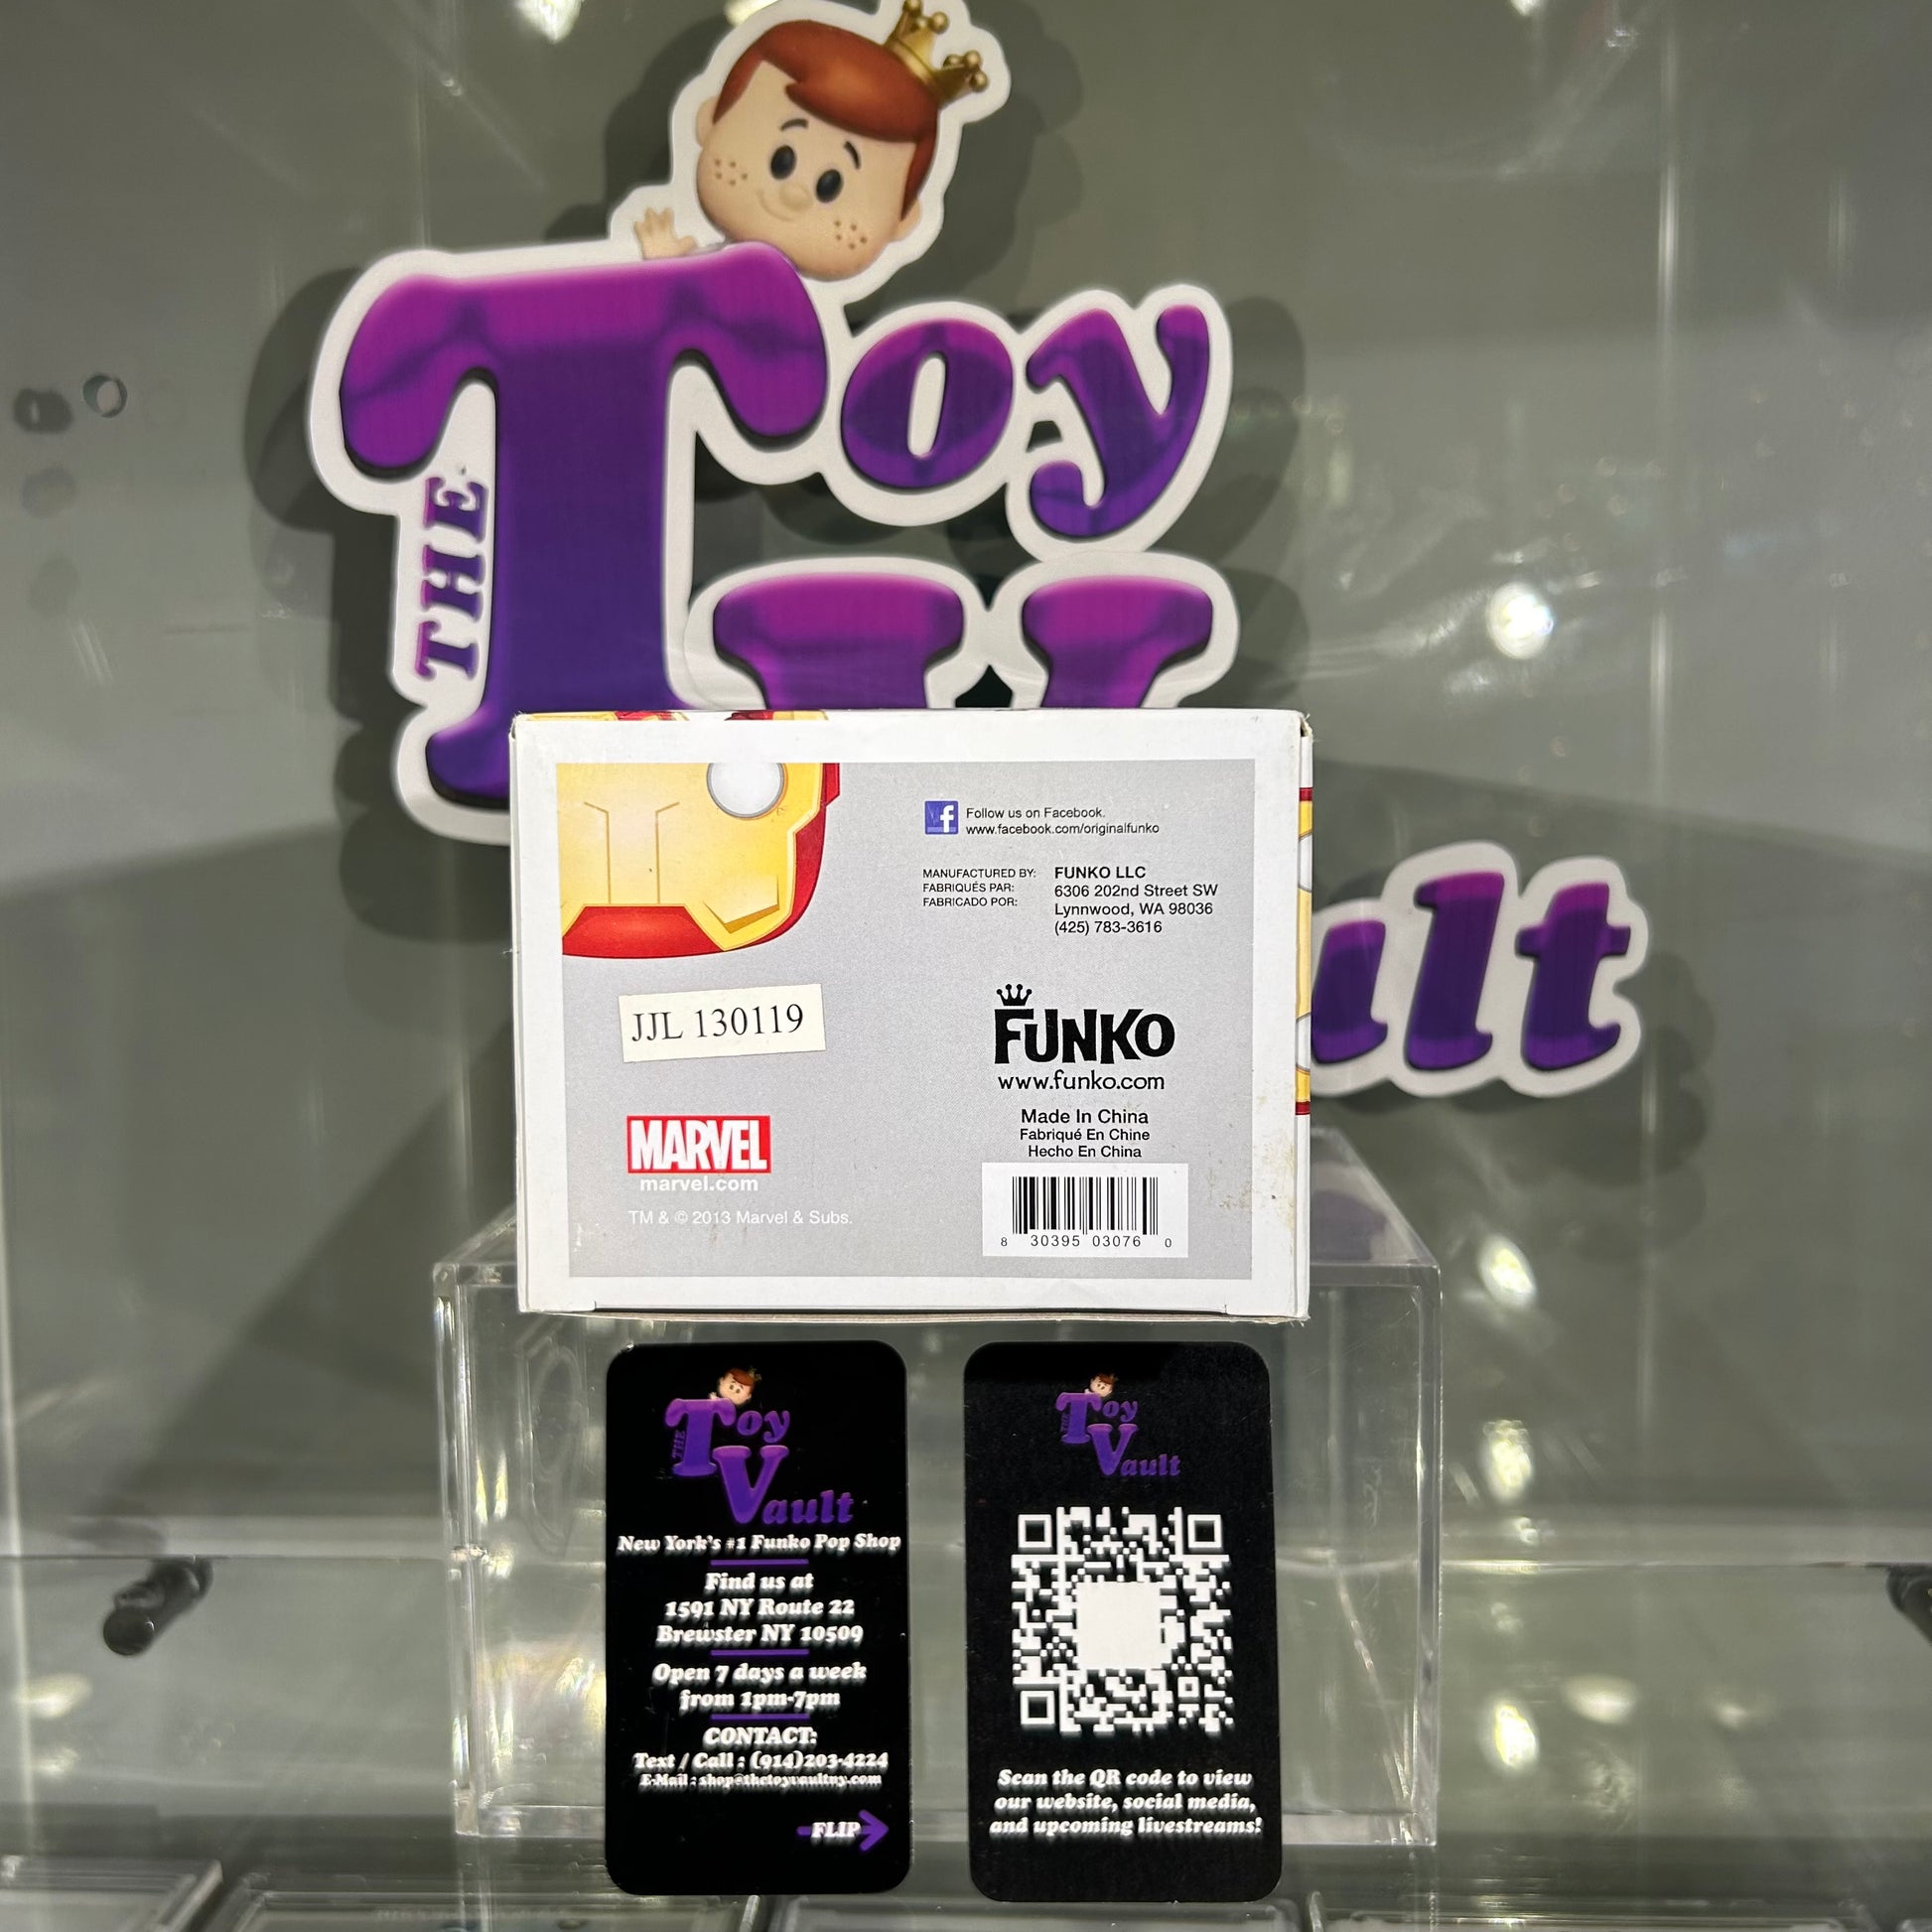 THE Toy
ault
Follow us on Facebook.
www.facebook.com/originalfunko
MANUFACTURED BY: FUNKO LLC
FABRIQUÉS PAR: 6306 202nd Street SW
FABRICADO POR: Lynnwood, WA 98036
(425) 783-3616
JJL 130119
FUNKO
www.funko.com
Made In China
Fabriqué En Chine
Hecho En China
MARVEL
marvel.com
TM & © 2013 Marvel & Subs.
8 30395 03076 0
THE Toy
Vault
New York's #1 Funko Pop Shop
Find us at
1591 NY Route 22
Brewster NY 10509
Open 7 days a week
from 1pm-7pm
CONTACT:
Text / Call : (914)203-4224
E-Mail : shop@thetoyvaultny.com
FLIP
THE Toy
Vault
Scan the QR code to view
our website, social media,
and upcoming livestreams!